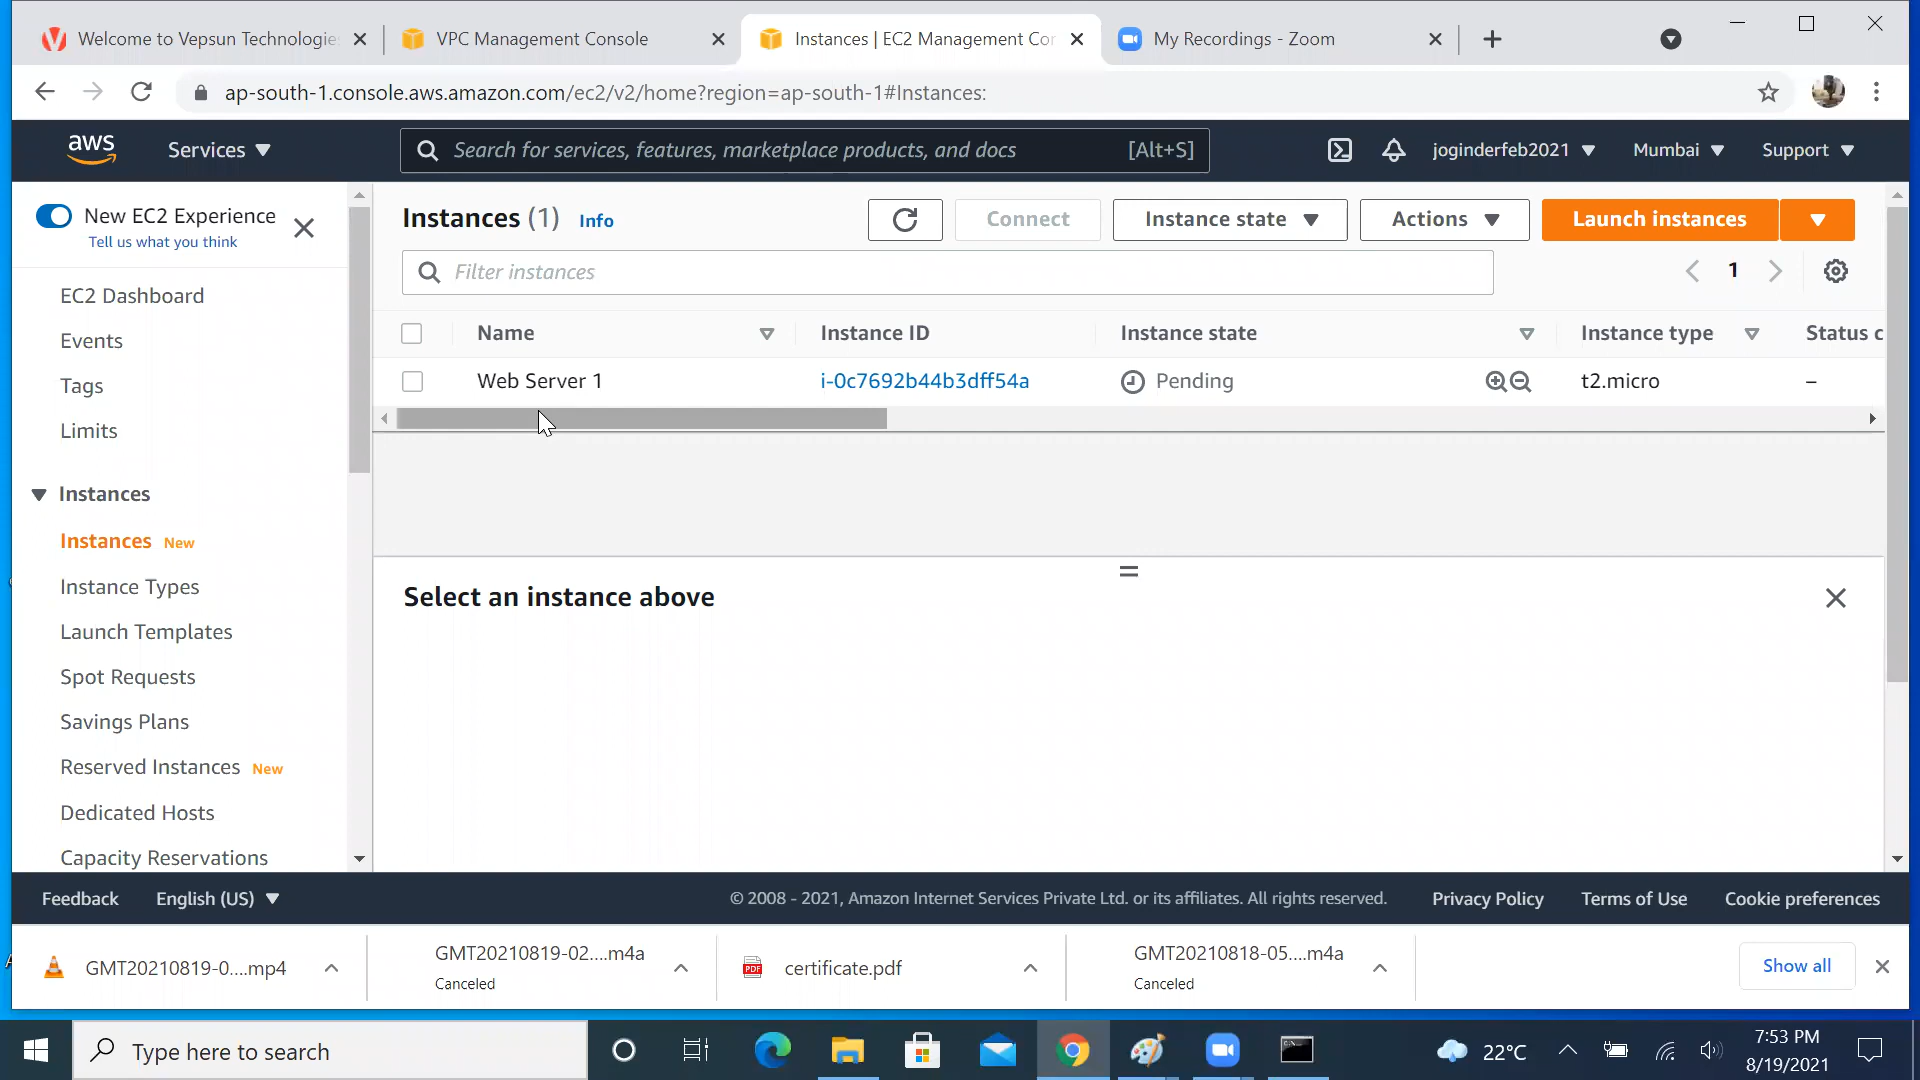 Welcome to Vepsun Technologie
VPC Management Console
Instances | EC2 Management Cor
My Recordings - Zoom
ap-south-1.console.aws.amazon.com/ec2/v2/home?region=ap-south-1#Instances:
aws
Services
Search for services, features, marketplace products, and docs
[Alt+S]
joginderfeb2021
Mumbai
Support
New EC2 Experience
Tell us what you think
EC2 Dashboard
Events
Tags
Limits
Instances
Instances New
Instance Types
Launch Templates
Spot Requests
Savings Plans
Reserved Instances New
Dedicated Hosts
Capacity Reservations
Instances (1) Info
Connect
Instance state
Actions
Launch instances
Filter instances
1
Name
Instance ID
Instance state
Instance type
Status c
Web Server 1
i-0c7692b44b3dff54a
Pending
t2.micro
–
Select an instance above
Feedback
English (US)
© 2008 - 2021, Amazon Internet Services Private Ltd. or its affiliates. All rights reserved.
Privacy Policy
Terms of Use
Cookie preferences
GMT20210819-0....mp4
GMT20210819-02....m4a
Canceled
PDF
certificate.pdf
GMT20210818-05....m4a
Canceled
Show all
Type here to search
22°C
7:53 PM
8/19/2021